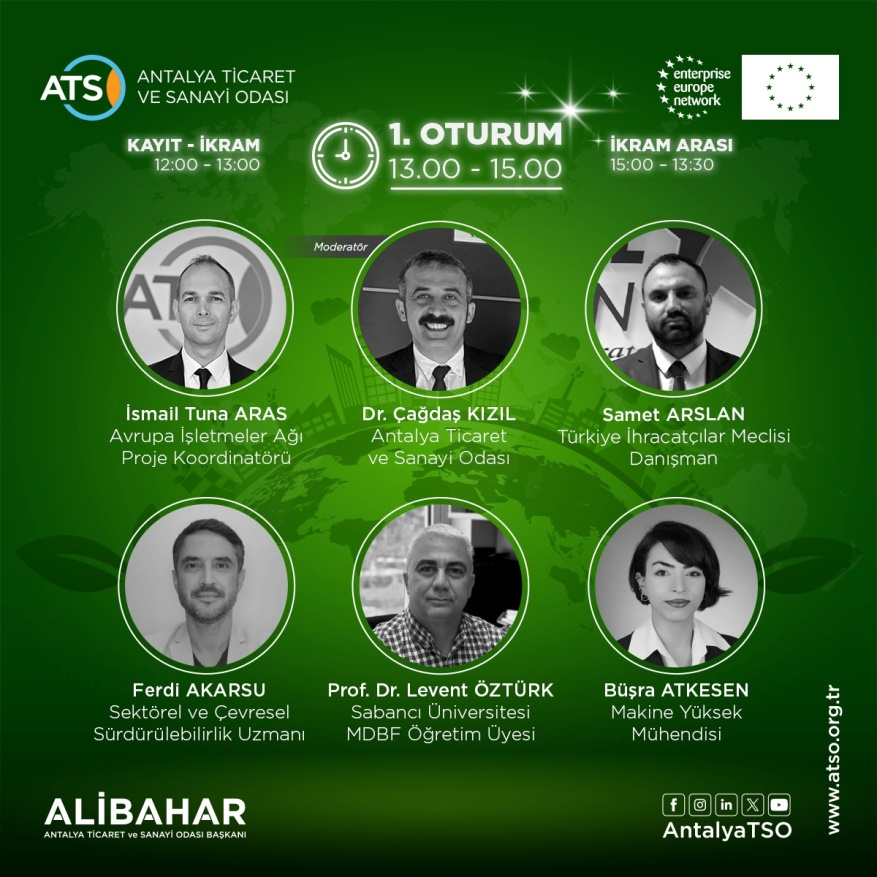 ATS
ANTALYA TİCARET
VE SANAYİ ODASI
enterprise
europe
network
KAYIT - İKRAM
12:00 – 13:00
1. OTURUM
13.00 - 15.00
İKRAM ARASI
15:00 – 13:30
Moderatör
İsmail Tuna ARAS
Avrupa İşletmeler Ağı
Proje Koordinatörü
Dr. Çağdaş KIZIL
Antalya Ticaret
ve Sanayi Odası
Samet ARSLAN
Türkiye İhracatçılar Meclisi
Danışman
Ferdi AKARSU
Sektörel ve Çevresel
Sürdürülebilirlik Uzmanı
Prof. Dr. Levent ÖZTÜRK
Sabancı Üniversitesi
MDBF Öğretim Üyesi
Büşra ATKESEN
Makine Yüksek
Mühendisi
ALİBAHAR
ANTALYA TİCARET ve SANAYİ ODASI BAŞKANI
AntalyaTSO
www.atso.org.tr